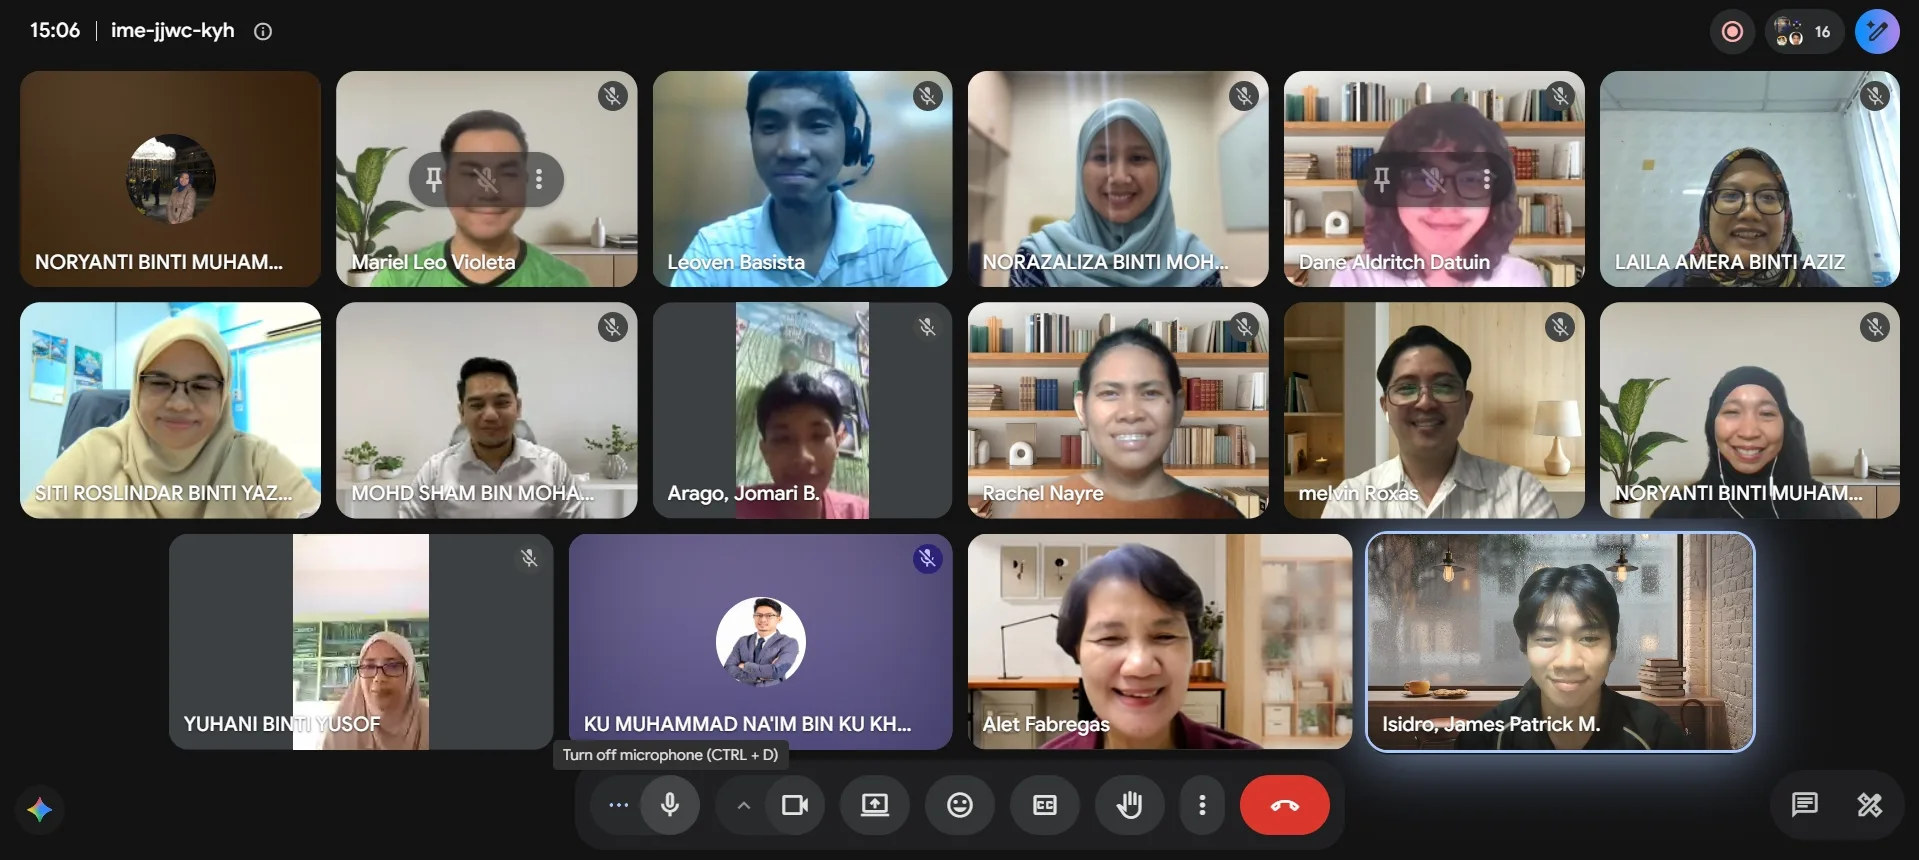 15:06 | ime-jjwc-kyh
16
NORYANTI BINTI MUHAM...
Mariel Leo Violeta
Leoven Basista
NORAZALIZA BINTI MOH...
Dane Aldritch Datuin
LAILA AMERA BINTI AZIZ
SITI ROSLINDAR BINTI YAZ...
MOHD SHAM BIN MOHA...
Arago, Jomari B.
Rachel Nayre
melvin Roxas
NORYANTI BINTI MUHAM...
YUHANI BINTI YUSOF
KU MUHAMMAD NA'IM BIN KU KH...
Alet Fabregas
Isidro, James Patrick M.
Turn off microphone (CTRL + D)
CC